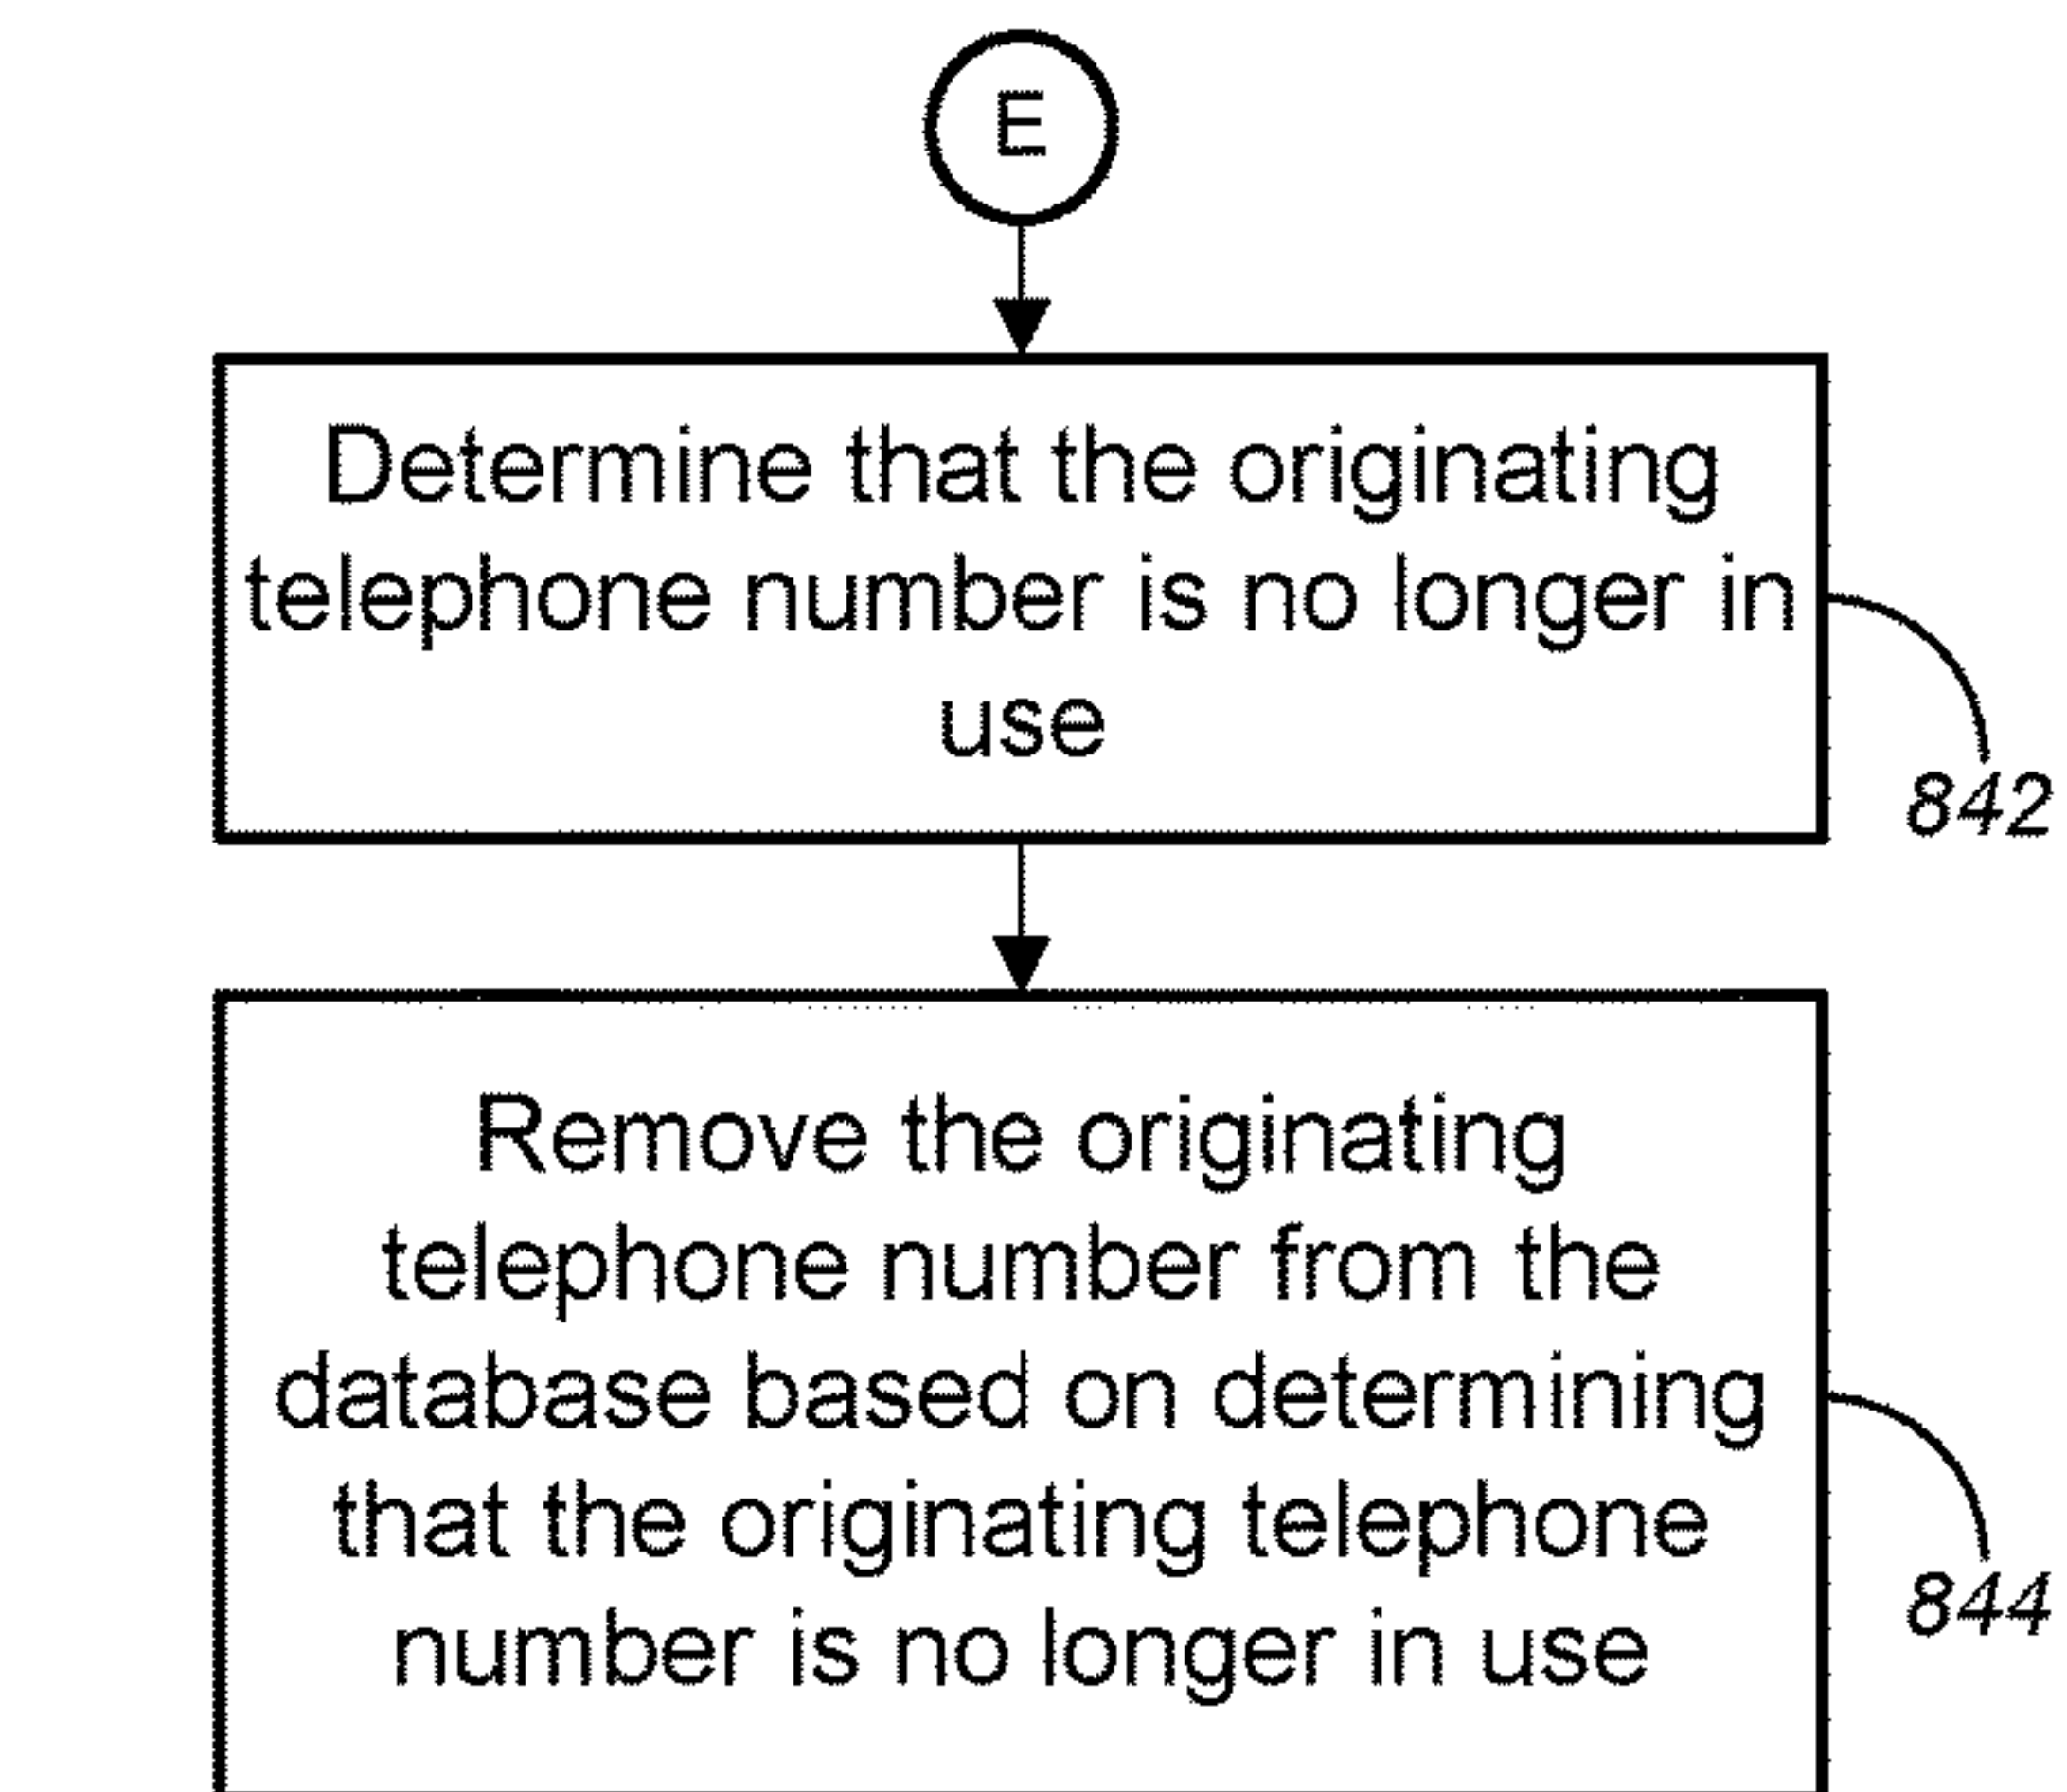 E
Determine that the originating
telephone number is no longer in
use
842
Remove the originating
telephone number from the
database based on determining
that the originating telephone
number is no longer in use
844